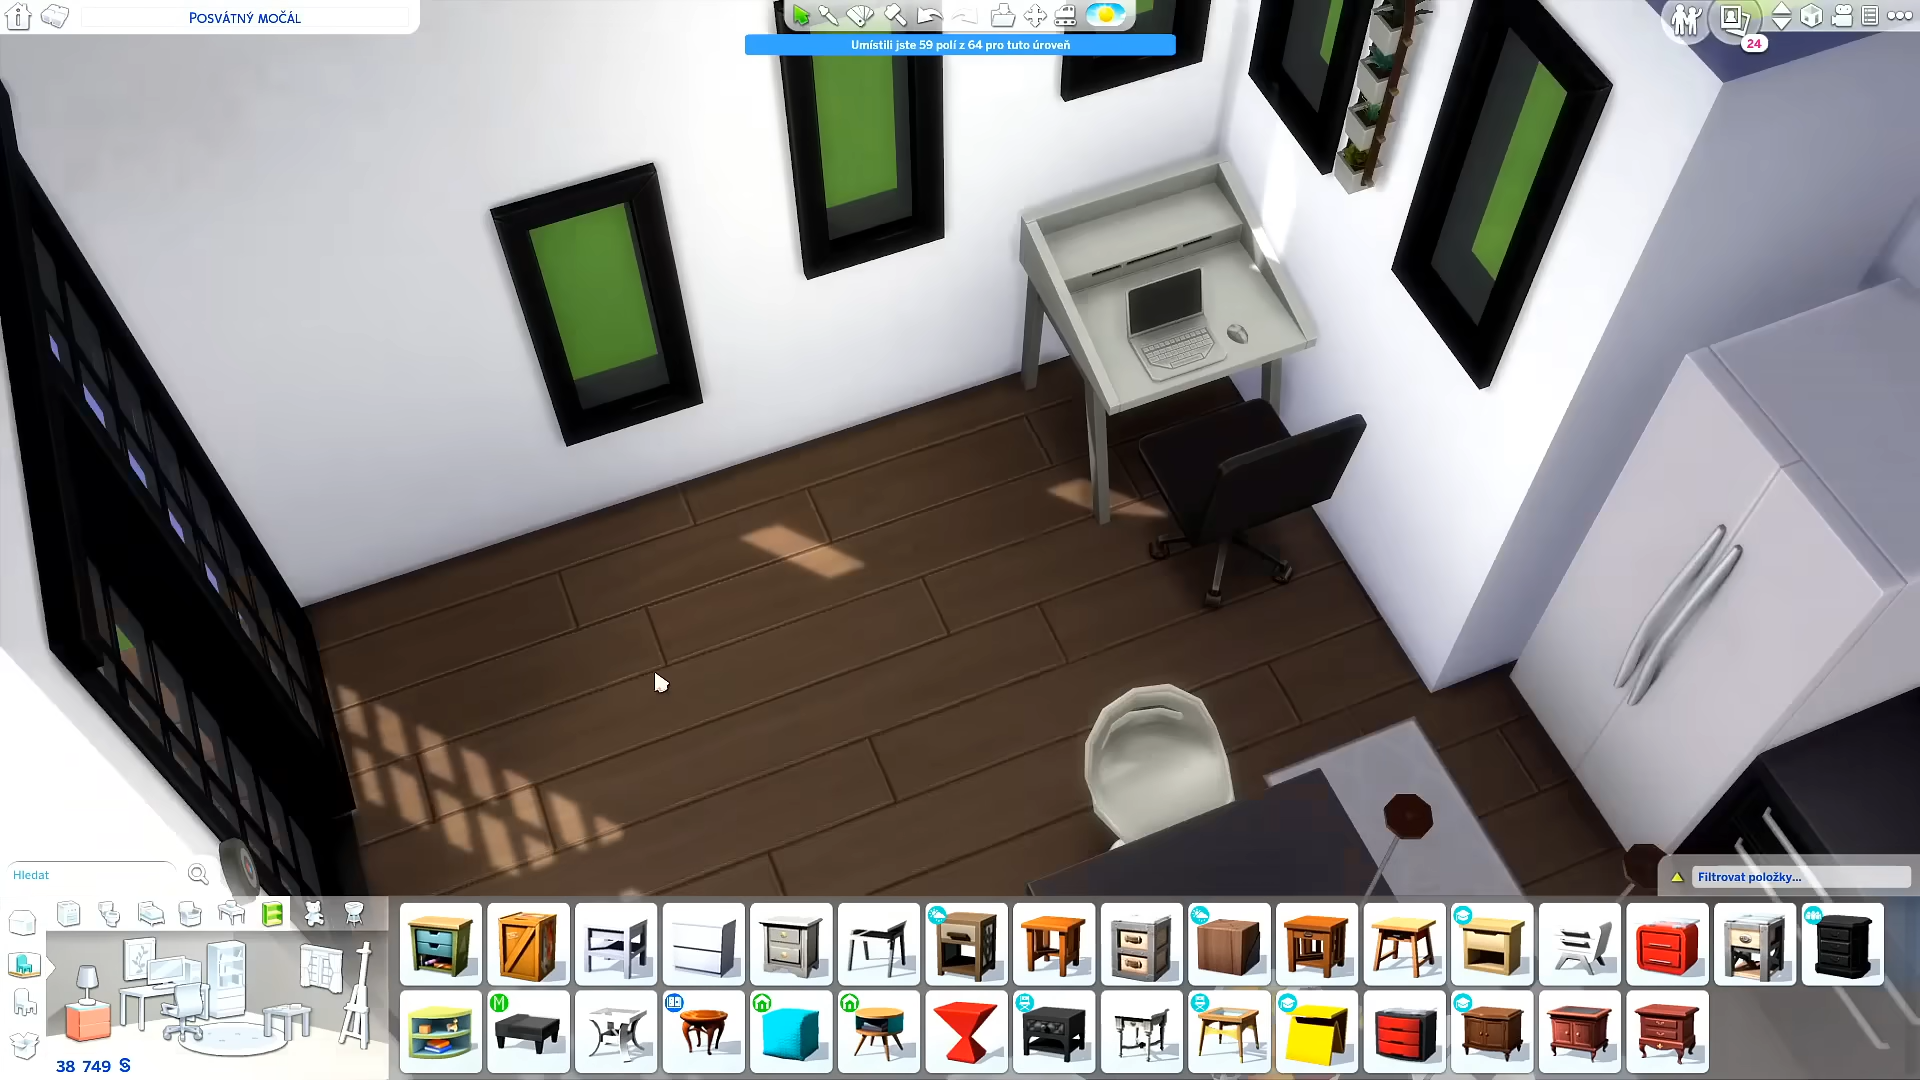 Posvátný močál
Umístili jste 59 polí z 64 pro tuto úroveň
24
Hledat
Filtrovat položky...
M
38 749 §